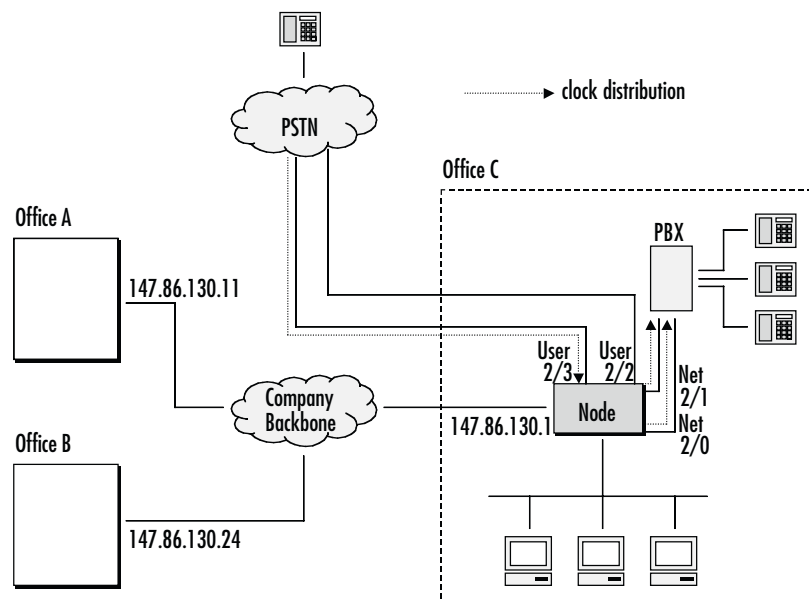 PSTN
clock distribution
Office C
Office A
PBX
147.86.130.11
User
2/3
User
2/2
Net
2/1
Company
Backbone
147.86.130.1
Node
Net
2/0
Office B
147.86.130.24